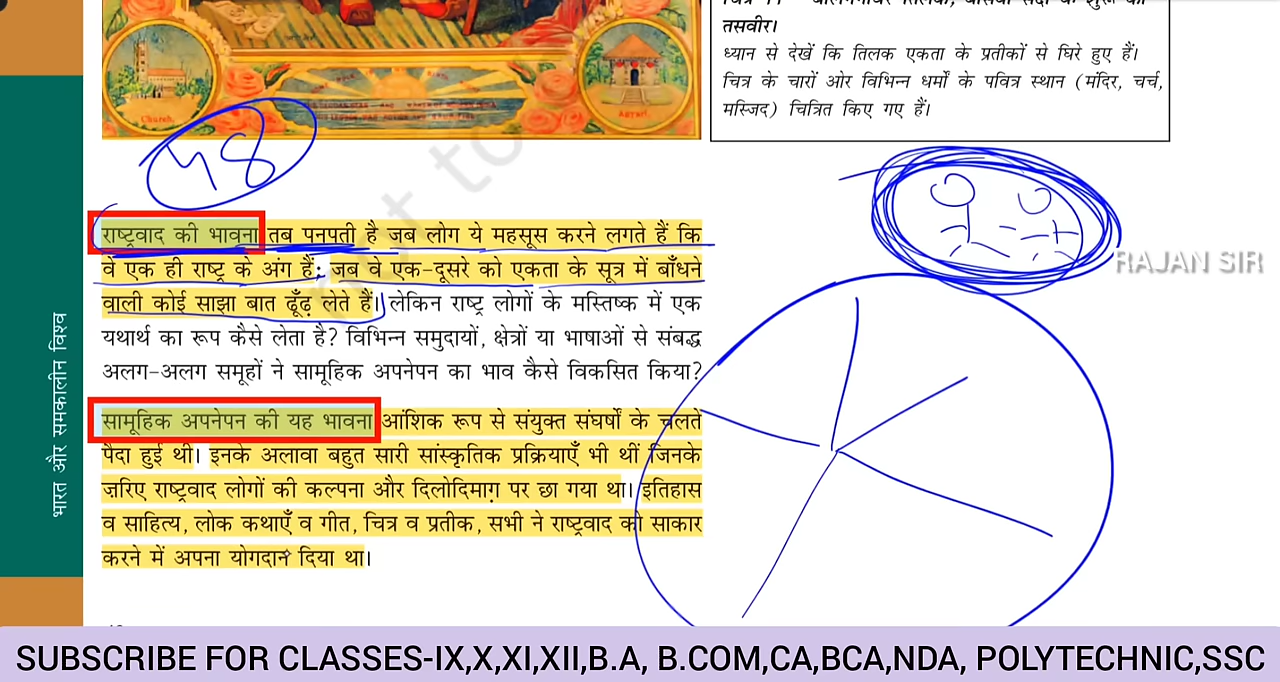 तसवीर।
ध्यान से देखें कि तिलक एकता के प्रतीकों से घिरे हुए हैं।
चित्र के चारों ओर विभिन्न धर्मों के पवित्र स्थान (मंदिर, चर्च,
मस्जिद) चित्रित किए गए हैं।
Church
48
RAJAN SIR
राष्ट्रवाद की भावना तब पनपती है जब लोग ये महसूस करने लगते हैं कि
वे एक ही राष्ट्र के अंग हैं; जब वे एक-दूसरे को एकता के सूत्र में बाँधने
वाली कोई साझा बात ढूँढ़ लेते हैं। लेकिन राष्ट्र लोगों के मस्तिष्क में एक
यथार्थ का रूप कैसे लेता है? विभिन्न समुदायों, क्षेत्रों या भाषाओं से संबद्ध
अलग-अलग समूहों ने सामूहिक अपनेपन का भाव कैसे विकसित किया?
सामूहिक अपनेपन की यह भावना आंशिक रूप से संयुक्त संघर्षों के चलते
पैदा हुई थी। इनके अलावा बहुत सारी सांस्कृतिक प्रक्रियाएँ भी थीं जिनके
ज़रिए राष्ट्रवाद लोगों की कल्पना और दिलोदिमाग़ पर छा गया था। इतिहास
व साहित्य, लोक कथाएँ व गीत, चित्र व प्रतीक, सभी ने राष्ट्रवाद को साकार
करने में अपना योगदान दिया था।
भारत और समकालीन विश्व
SUBSCRIBE FOR CLASSES-IX,X,XI,XII,B.A, B.COM,CA,BCA,NDA, POLYTECHNIC,SSC